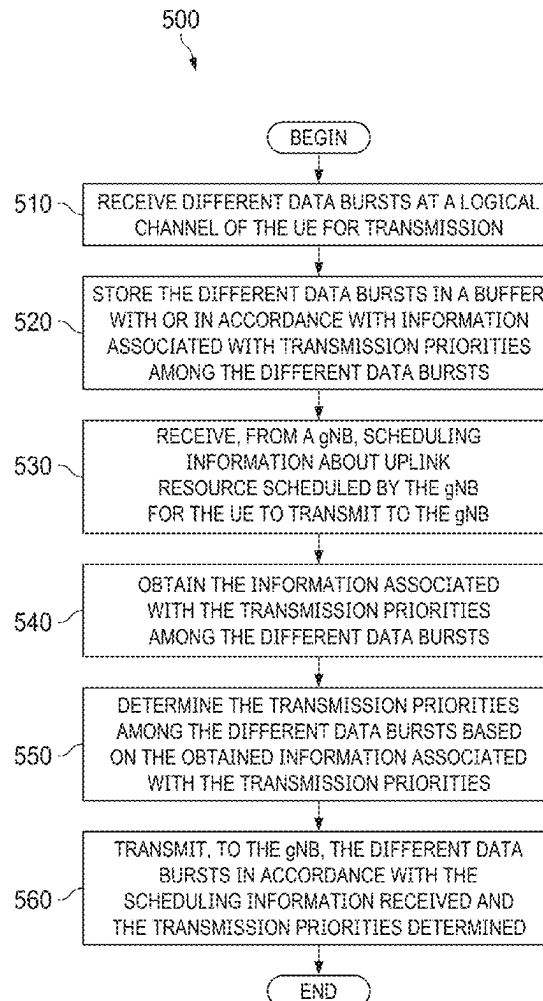 500
BEGIN
510
RECEIVE DIFFERENT DATA BURSTS AT A LOGICAL
CHANNEL OF THE UE FOR TRANSMISSION
520
STORE THE DIFFERENT DATA BURSTS IN A BUFFER
WITH OR IN ACCORDANCE WITH INFORMATION
ASSOCIATED WITH TRANSMISSION PRIORITIES
AMONG THE DIFFERENT DATA BURSTS
530
RECEIVE, FROM A gNB, SCHEDULING
INFORMATION ABOUT UPLINK
RESOURCE SCHEDULED BY THE gNB
FOR THE UE TO TRANSMIT TO THE gNB
540
OBTAIN THE INFORMATION ASSOCIATED
WITH THE TRANSMISSION PRIORITIES
AMONG THE DIFFERENT DATA BURSTS
550
DETERMINE THE TRANSMISSION PRIORITIES
AMONG THE DIFFERENT DATA BURSTS BASED
ON THE OBTAINED INFORMATION ASSOCIATED
WITH THE TRANSMISSION PRIORITIES
560
TRANSMIT, TO THE gNB, THE DIFFERENT DATA
BURSTS IN ACCORDANCE WITH THE
SCHEDULING INFORMATION RECEIVED AND
THE TRANSMISSION PRIORITIES DETERMINED
END